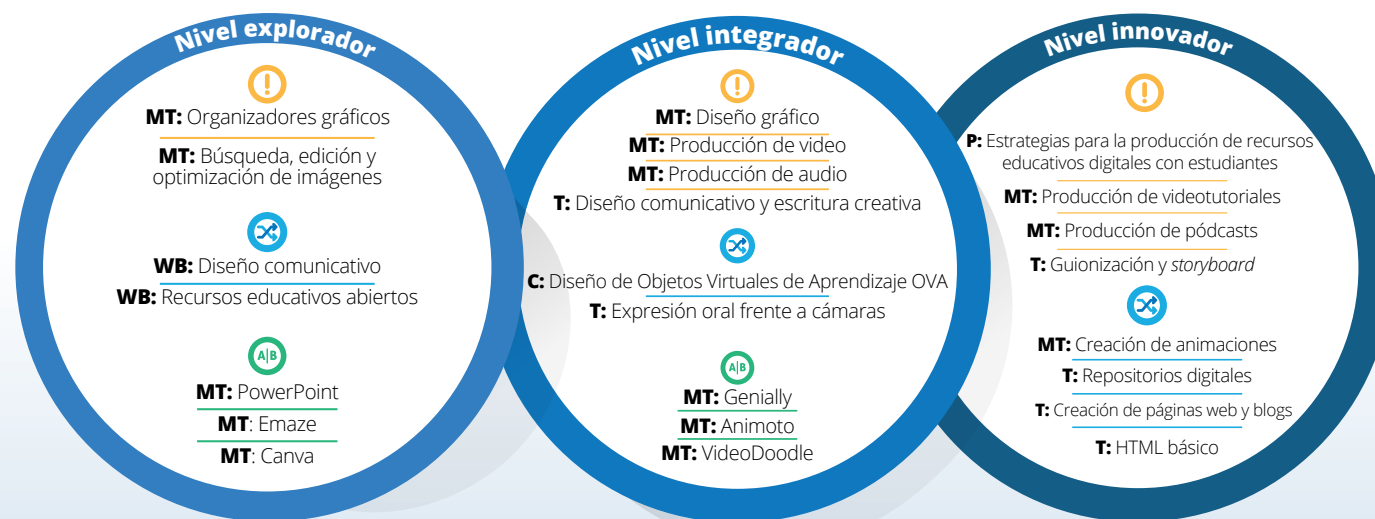 Nivel explorador
MT: Organizadores gráficos
MT: Búsqueda, edición y
optimización de imágenes
WB: Diseño comunicativo
WB: Recursos educativos abiertos
A|B
MT: PowerPoint
MT: Emaze
MT: Canva
Nivel integrador
MT: Diseño gráfico
MT: Producción de video
MT: Producción de audio
T: Diseño comunicativo y escritura creativa
C: Diseño de Objetos Virtuales de Aprendizaje OVA
T: Expresión oral frente a cámaras
A|B
MT: Genially
MT: Animoto
MT: VideoDoodle
Nivel innovador
P: Estrategias para la producción de recursos
educativos digitales con estudiantes
MT: Producción de videotutoriales
MT: Producción de pódcasts
T: Guionización y storyboard
MT: Creación de animaciones
T: Repositorios digitales
T: Creación de páginas web y blogs
T: HTML básico